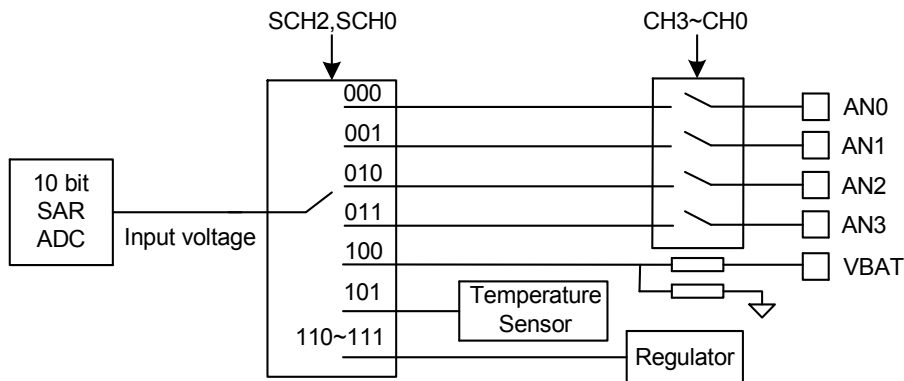 SCH2,SCH0
CH3~CH0
000
AN0
001
AN1
10 bit
SAR
ADC
010
AN2
Input voltage
011
AN3
100
VBAT
101
Temperature
Sensor
110~111
Regulator